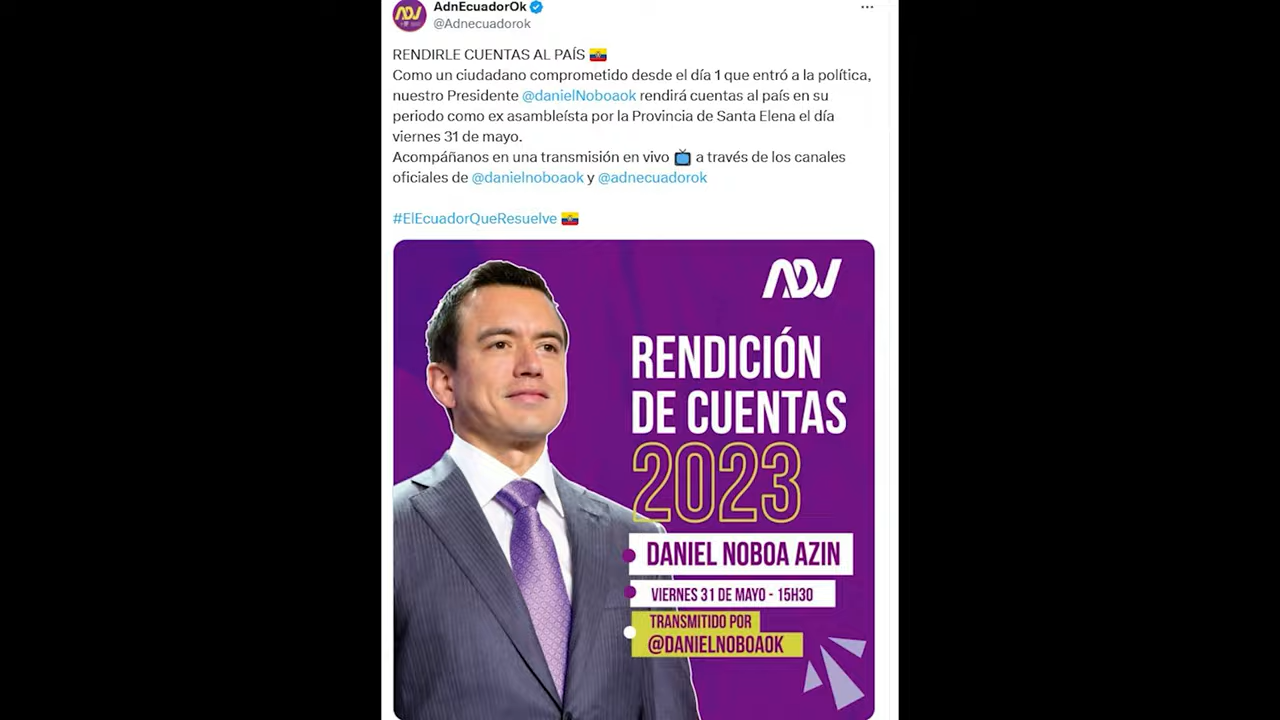 AdnEcuadorOk
@Adnecuadorok
RENDIRLE CUENTAS AL PAÍS 🇪🇨
Como un ciudadano comprometido desde el día 1 que entró a la política,
nuestro Presidente @danielNoboaok rendirá cuentas al país en su
periodo como ex asambleísta por la Provincia de Santa Elena el día
viernes 31 de mayo.
Acompáñanos en una transmisión en vivo 📺 a través de los canales
oficiales de @danielnoboaok y @adnecuadorok
#ElEcuadorQueResuelve 🇪🇨
ADN
RENDICIÓN
DE CUENTAS
2023
DANIEL NOBOA AZIN
VIERNES 31 DE MAYO - 15H30
TRANSMITIDO POR
@DANIELNOBOAOK